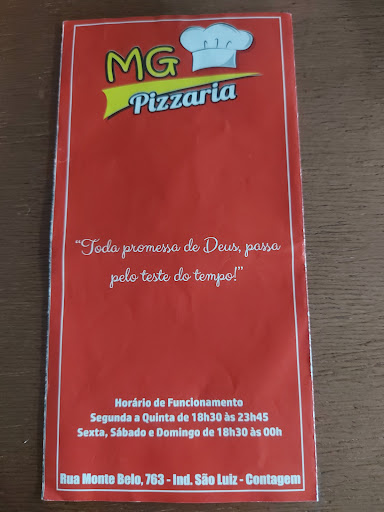 MG
Pizzaria
“Toda promessa de Deus, passa
pelo teste do tempo!”
Horário de Funcionamento
Segunda a Quinta de 18h30 às 23h45
Sexta, Sábado e Domingo de 18h30 às 00h
Rua Monte Belo, 763 - Ind. São Luiz - Contagem